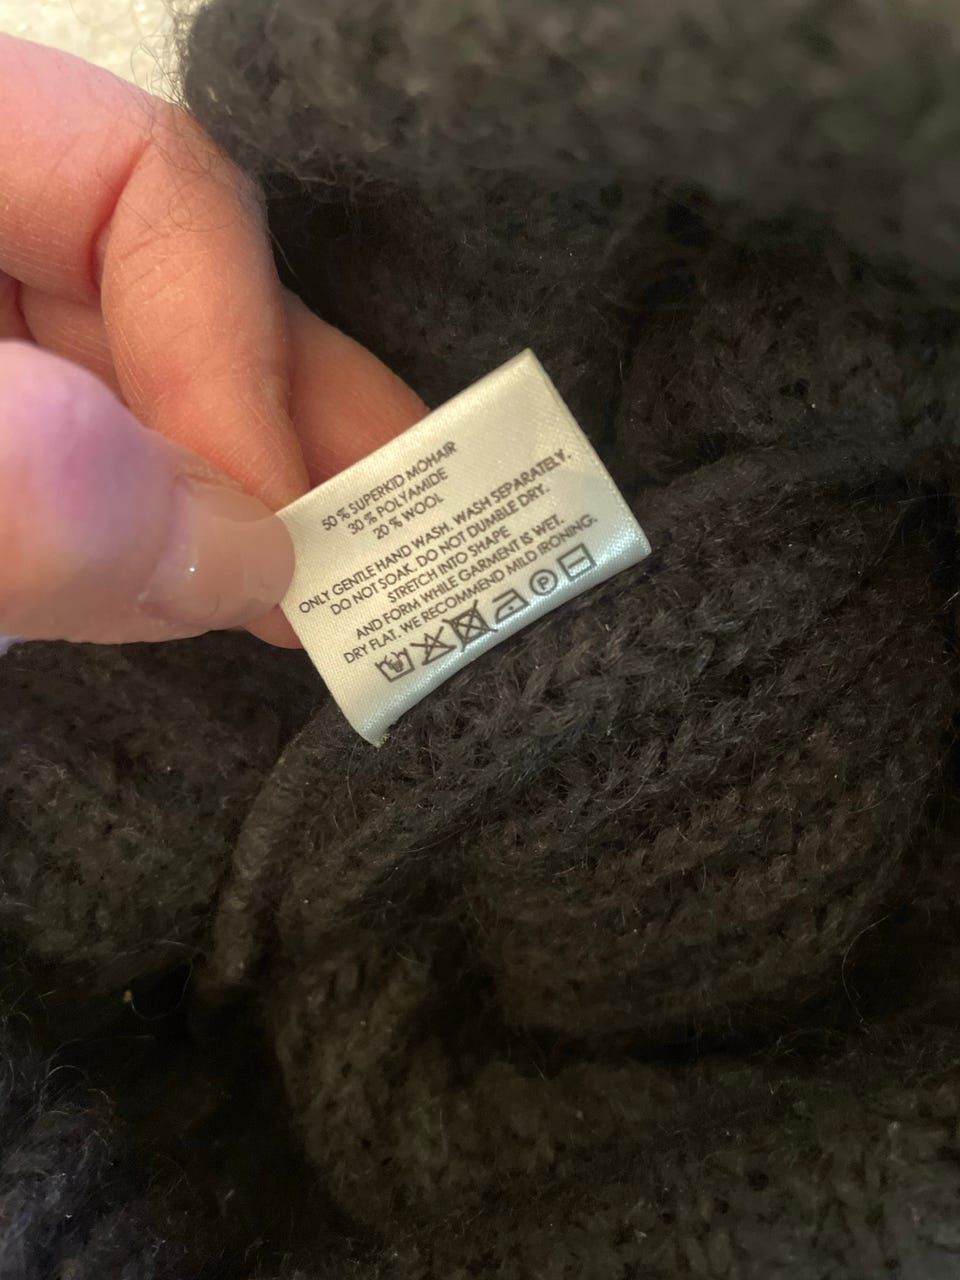 50 % SUPERKID MOHAIR
30 % POLYAMIDE
20 % WOOL
ONLY GENTLE HAND WASH. WASH SEPARATELY.
DO NOT SOAK. DO NOT DUMBLE DRY.
STRETCH INTO SHAPE
AND FORM WHILE GARMENT IS WET.
DRY FLAT. WE RECOMMEND MILD IRONING.
P